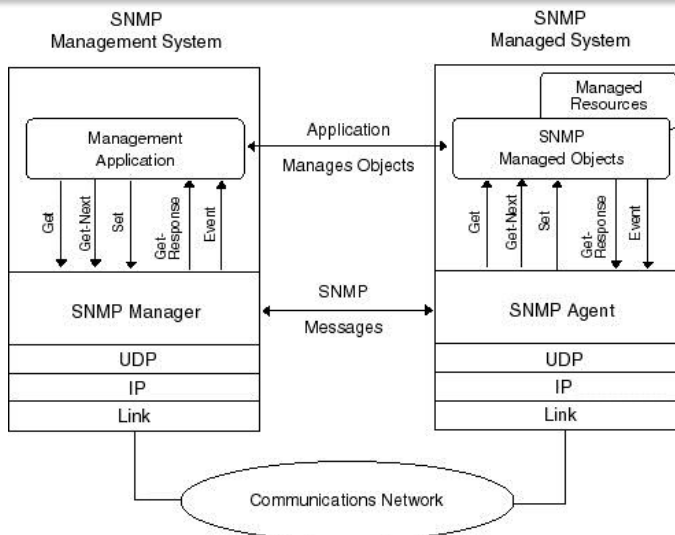 SNMP
Management System
SNMP
Managed System
Managed
Resources
Management
Application
Application
Manages Objects
SNMP
Managed Objects
Get
Get-Next
Set
Get-
Response
Event
Get
Get-Next
Set
Get-
Response
Event
SNMP Manager
SNMP
Messages
SNMP Agent
UDP
IP
Link
UDP
IP
Link
Communications Network